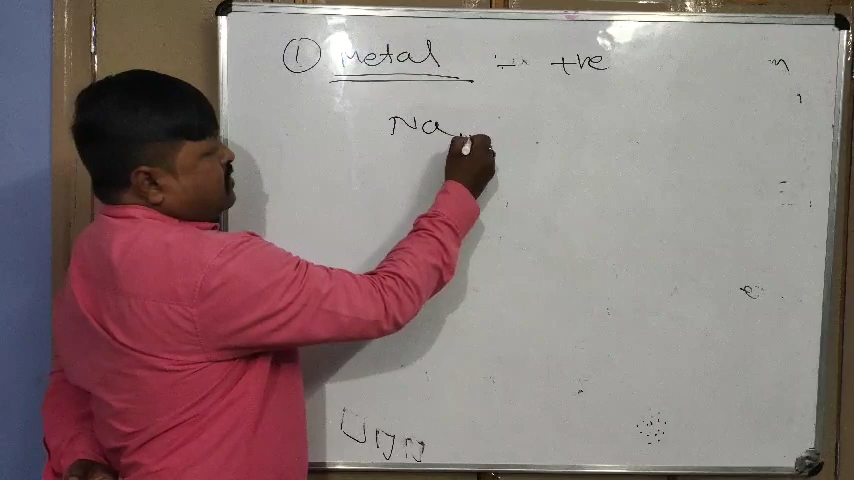 ① Metal :- +ve
Na